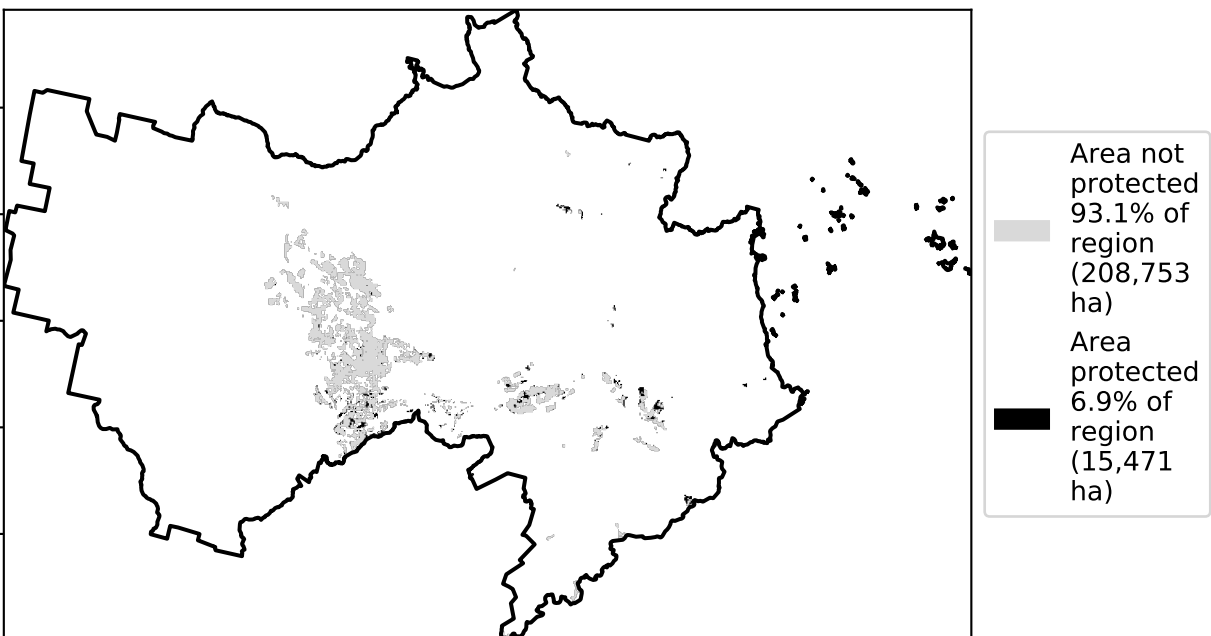 Area not
protected
93.1% of
region
(208,753
ha)
Area
protected
6.9% of
region
(15,471
ha)